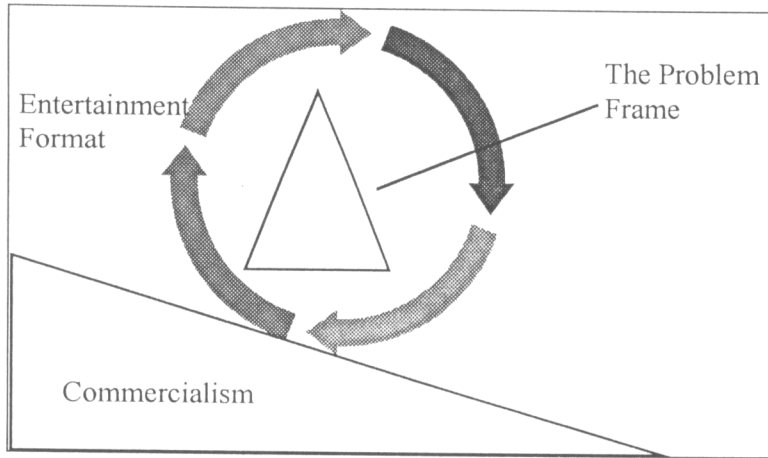 The Problem
Frame
Entertainment
Format
Commercialism